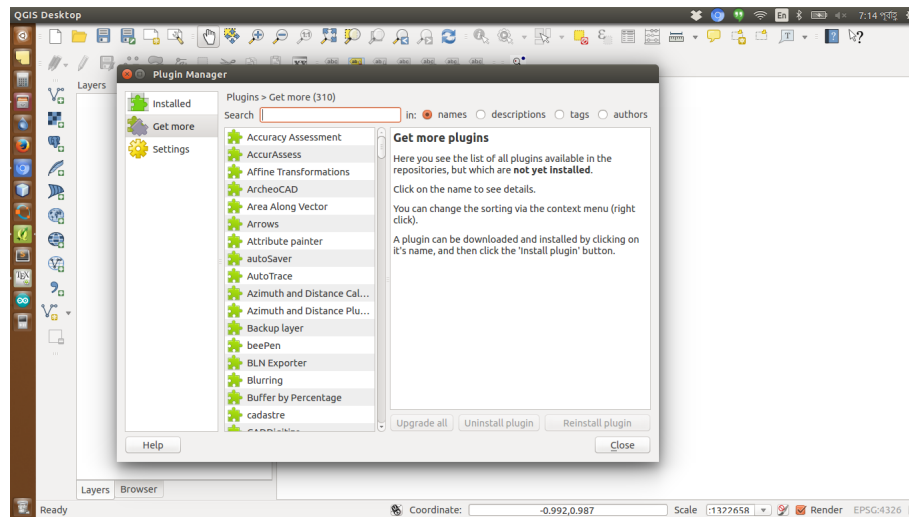 QGIS Desktop
En
7:14
Layers
Plugin Manager
Installed
Get more
Settings
Plugins > Get more (310)
Search
in: names descriptions tags authors
Accuracy Assessment
AccurAssess
Affine Transformations
ArcheoCAD
Area Along Vector
Arrows
Attribute painter
autoSaver
AutoTrace
Azimuth and Distance Cal...
Azimuth and Distance Plu...
Backup layer
beePen
BLN Exporter
Blurring
Buffer by Percentage
cadastre
Get more plugins
Here you see the list of all plugins available in the
repositories, but which are not yet installed.
Click on the name to see details.
You can change the sorting via the context menu (right
click).
A plugin can be downloaded and installed by clicking on
it's name, and then click the 'Install plugin' button.
Upgrade all
Uninstall plugin
Reinstall plugin
Help
Close
Layers
Browser
Ready
Coordinate:
-0.992,0.987
Scale
:1322658
Render
EPSG:4326